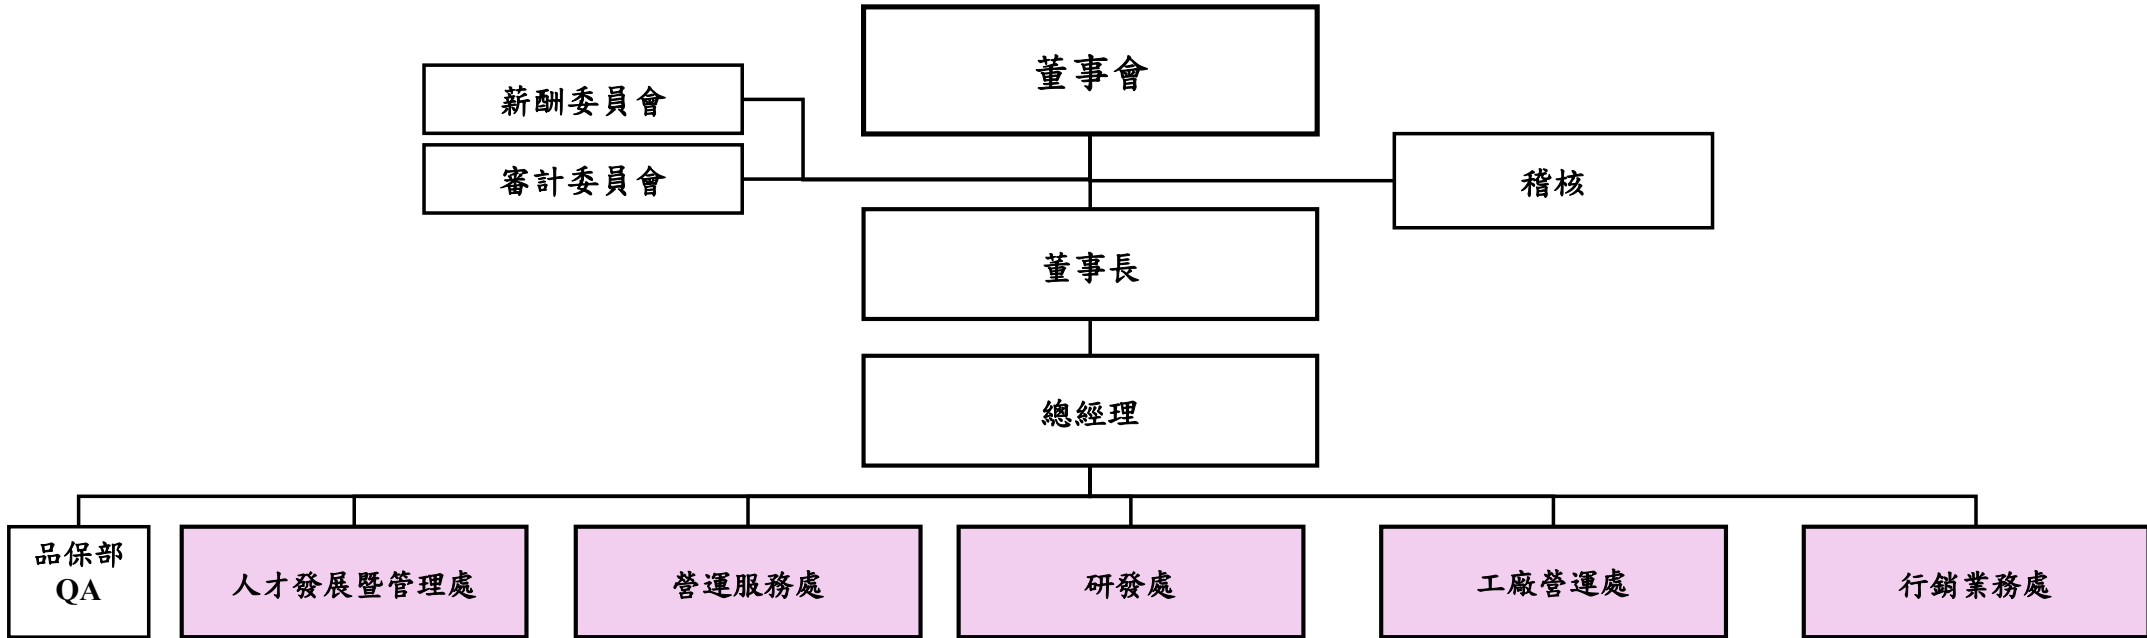 董事會
薪酬委員會
審計委員會
稽核
董事長
總經理
品保部
QA
人才發展暨管理處
營運服務處
研發處
工廠營運處
行銷業務處